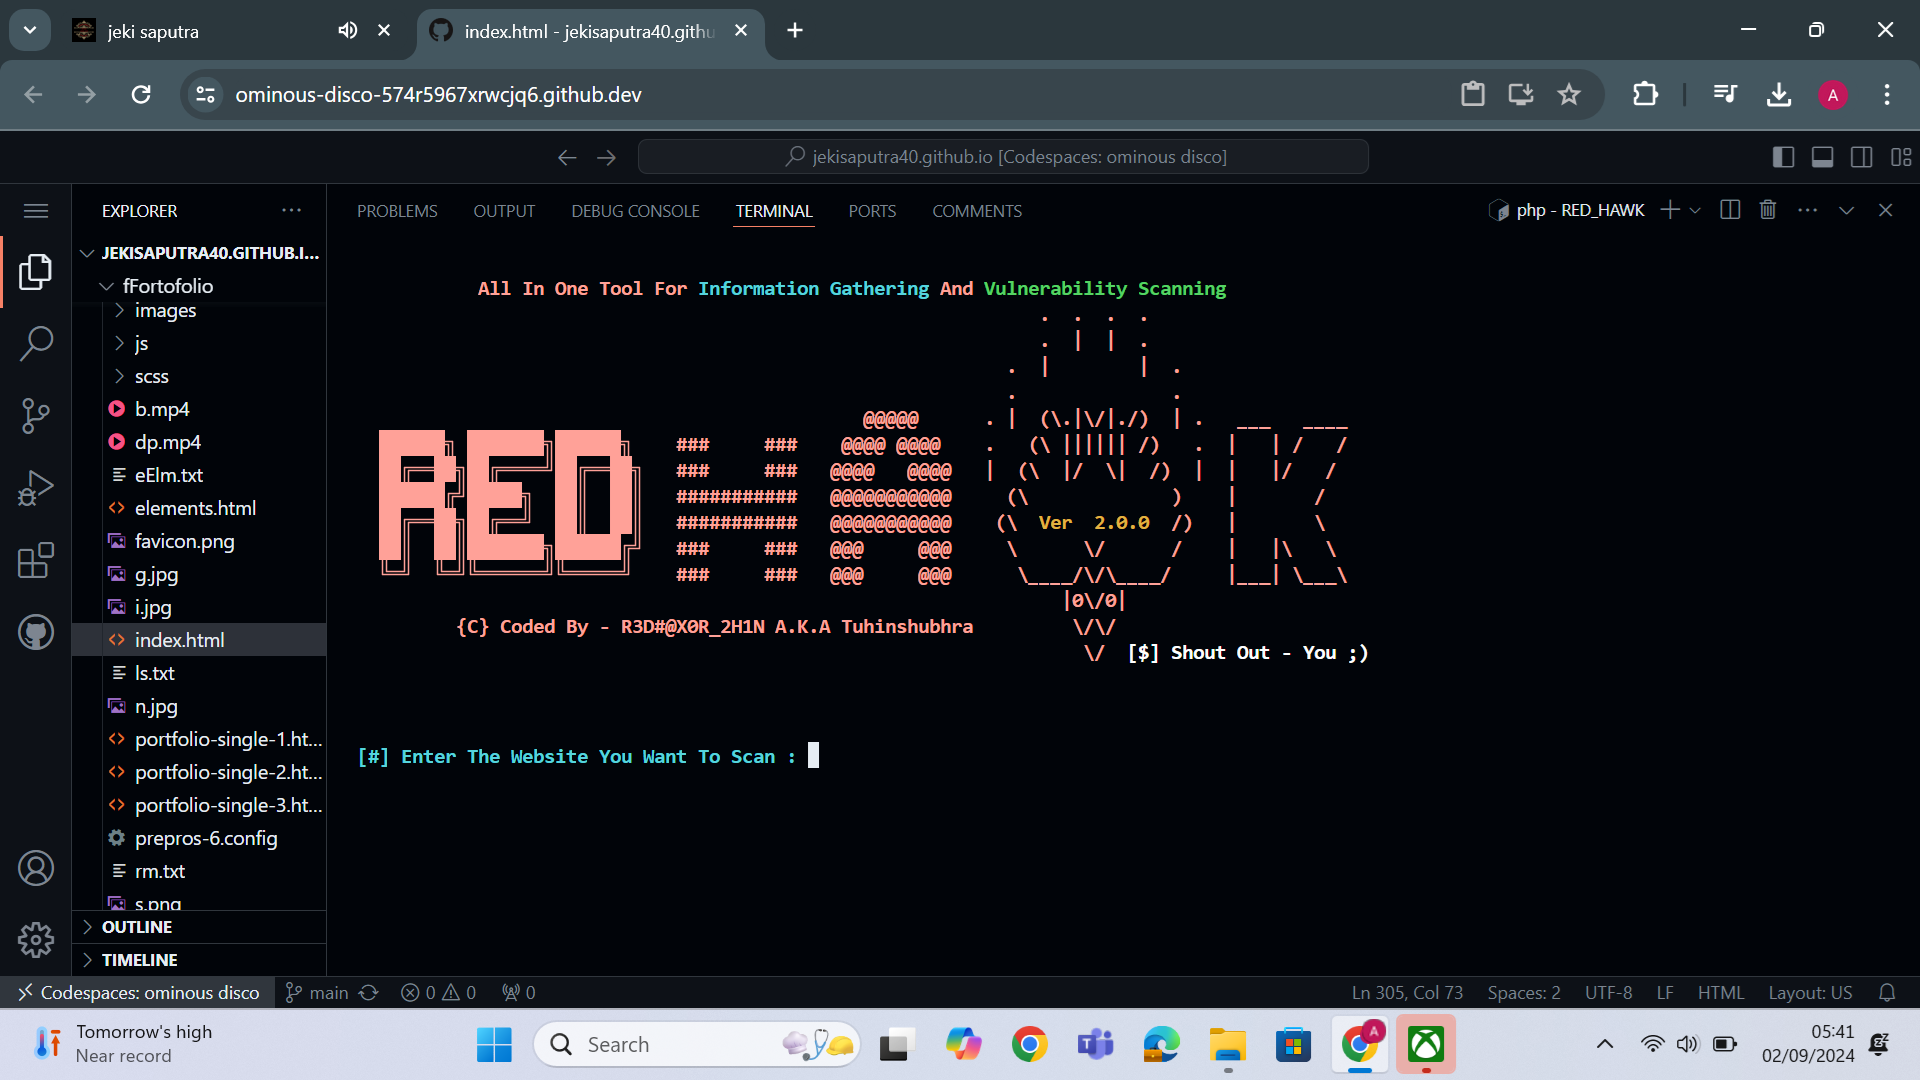 jeki saputra
index.html - jekisaputra40.githu
ominous-disco-574r5967xrwcjq6.github.dev
A
jekisaputra40.github.io [Codespaces: ominous disco]
EXPLORER
PROBLEMS OUTPUT DEBUG CONSOLE TERMINAL PORTS COMMENTS
php - RED_HAWK
JEKISAPUTRA40.GITHUB.I...
fFortofolio
images
js
scss
b.mp4
dp.mp4
eElm.txt
elements.html
favicon.png
g.jpg
i.jpg
index.html
ls.txt
n.jpg
portfolio-single-1.ht...
portfolio-single-2.ht...
portfolio-single-3.ht...
prepros-6.config
rm.txt
s.png
OUTLINE
TIMELINE
All In One Tool For Information Gathering And Vulnerability Scanning
RED HAWK
Ver 2.0.0
|0\/0|
{C} Coded By - R3D#@X0R_2H1N A.K.A Tuhinshubhra
[$] Shout Out - You ;)
[#] Enter The Website You Want To Scan :
Codespaces: ominous disco main 0 0 0
Ln 305, Col 73 Spaces: 2 UTF-8 LF HTML Layout: US
Tomorrow's high
Near record
Search
A
05:41
02/09/2024